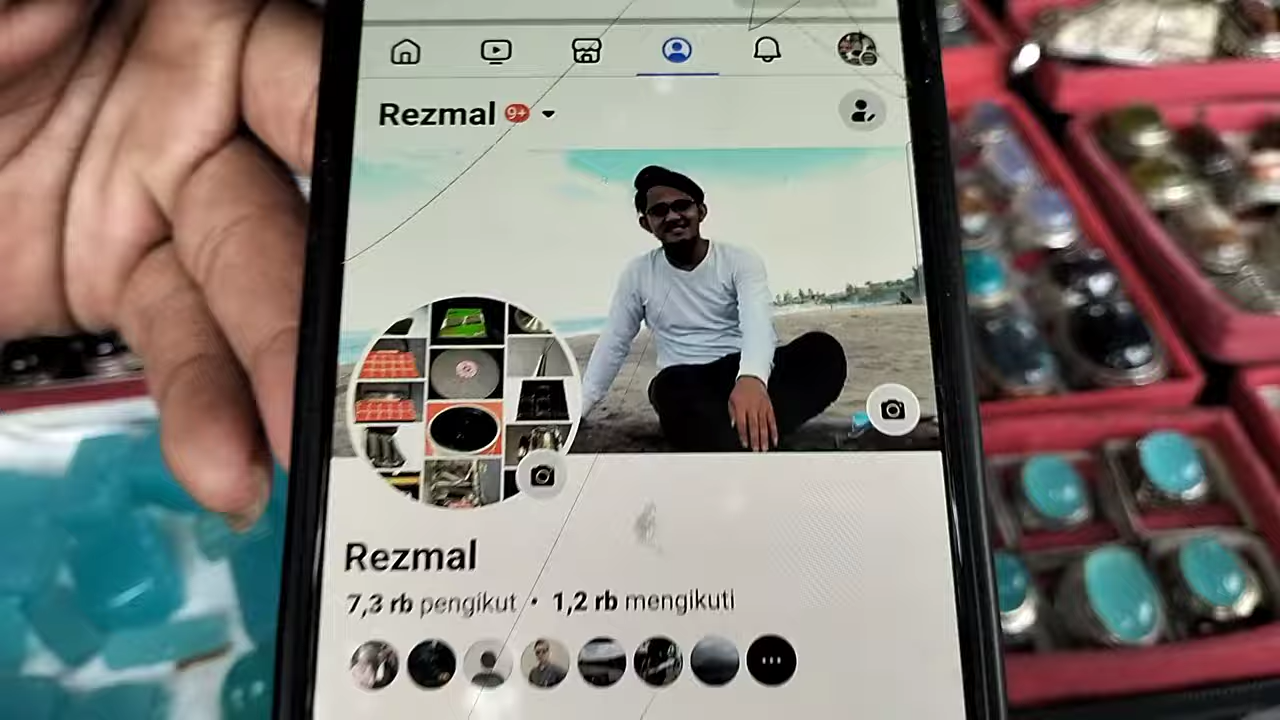 Rezmal 9+
Rezmal
7,3 rb pengikut • 1,2 rb mengikuti